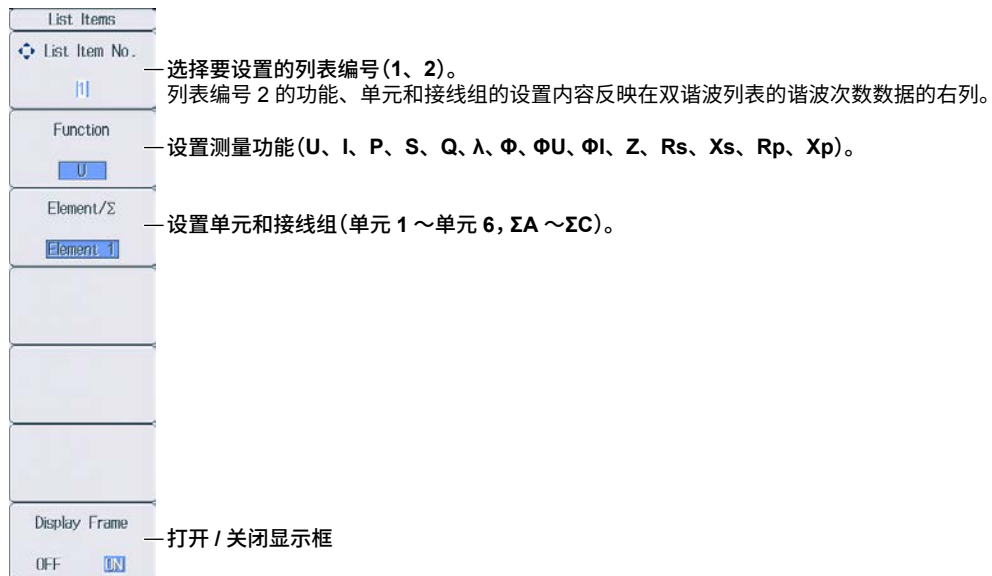 List Items
List Item No.
1
选择要设置的列表编号(1、2)。
列表编号 2 的功能、单元和接线组的设置内容反映在双谐波列表的谐波次数数据的右列。
Function
U
设置测量功能(U、I、P、S、Q、λ、Φ、ΦU、ΦI、Z、Rs、Xs、Rp、Xp)。
Element/Σ
Element 1
设置单元和接线组(单元 1 ～单元 6,ΣA ～ΣC)。
Display Frame
OFF ON
打开 / 关闭显示框